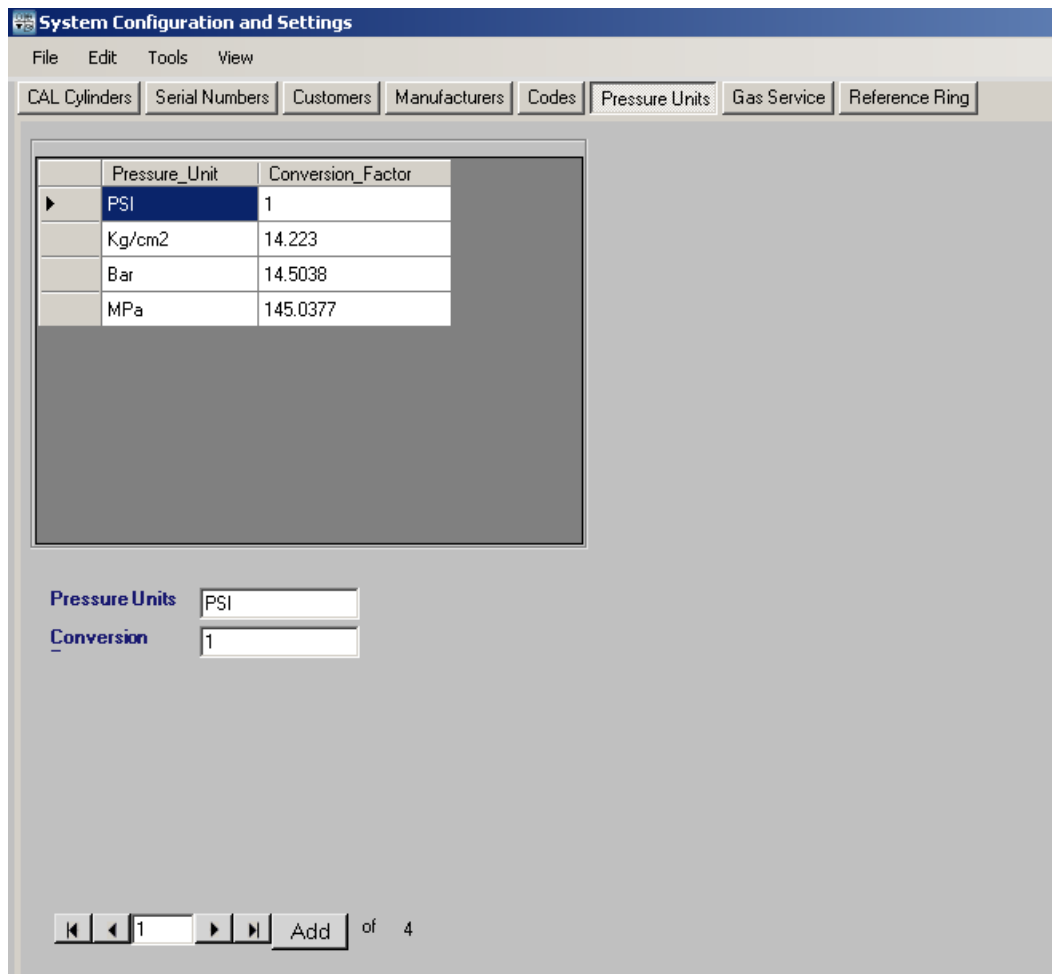 System Configuration and Settings
File Edit Tools View
CAL Cylinders Serial Numbers Customers Manufacturers Codes Pressure Units Gas Service Reference Ring
Pressure_Unit Conversion_Factor
PSI 1
Kg/cm2 14.223
Bar 14.5038
MPa 145.0377
Pressure Units PSI
Conversion 1
1 Add of 4